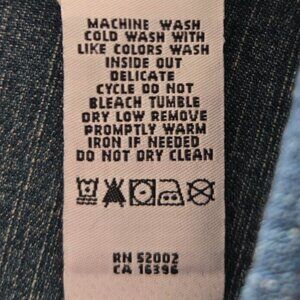 MACHINE WASH
COLD WASH WITH
LIKE COLORS WASH
INSIDE OUT
DELICATE
CYCLE DO NOT
BLEACH TUMBLE
DRY LOW REMOVE
PROMPTLY WARM
IRON IF NEEDED
DO NOT DRY CLEAN
RN 52002
CA 16396